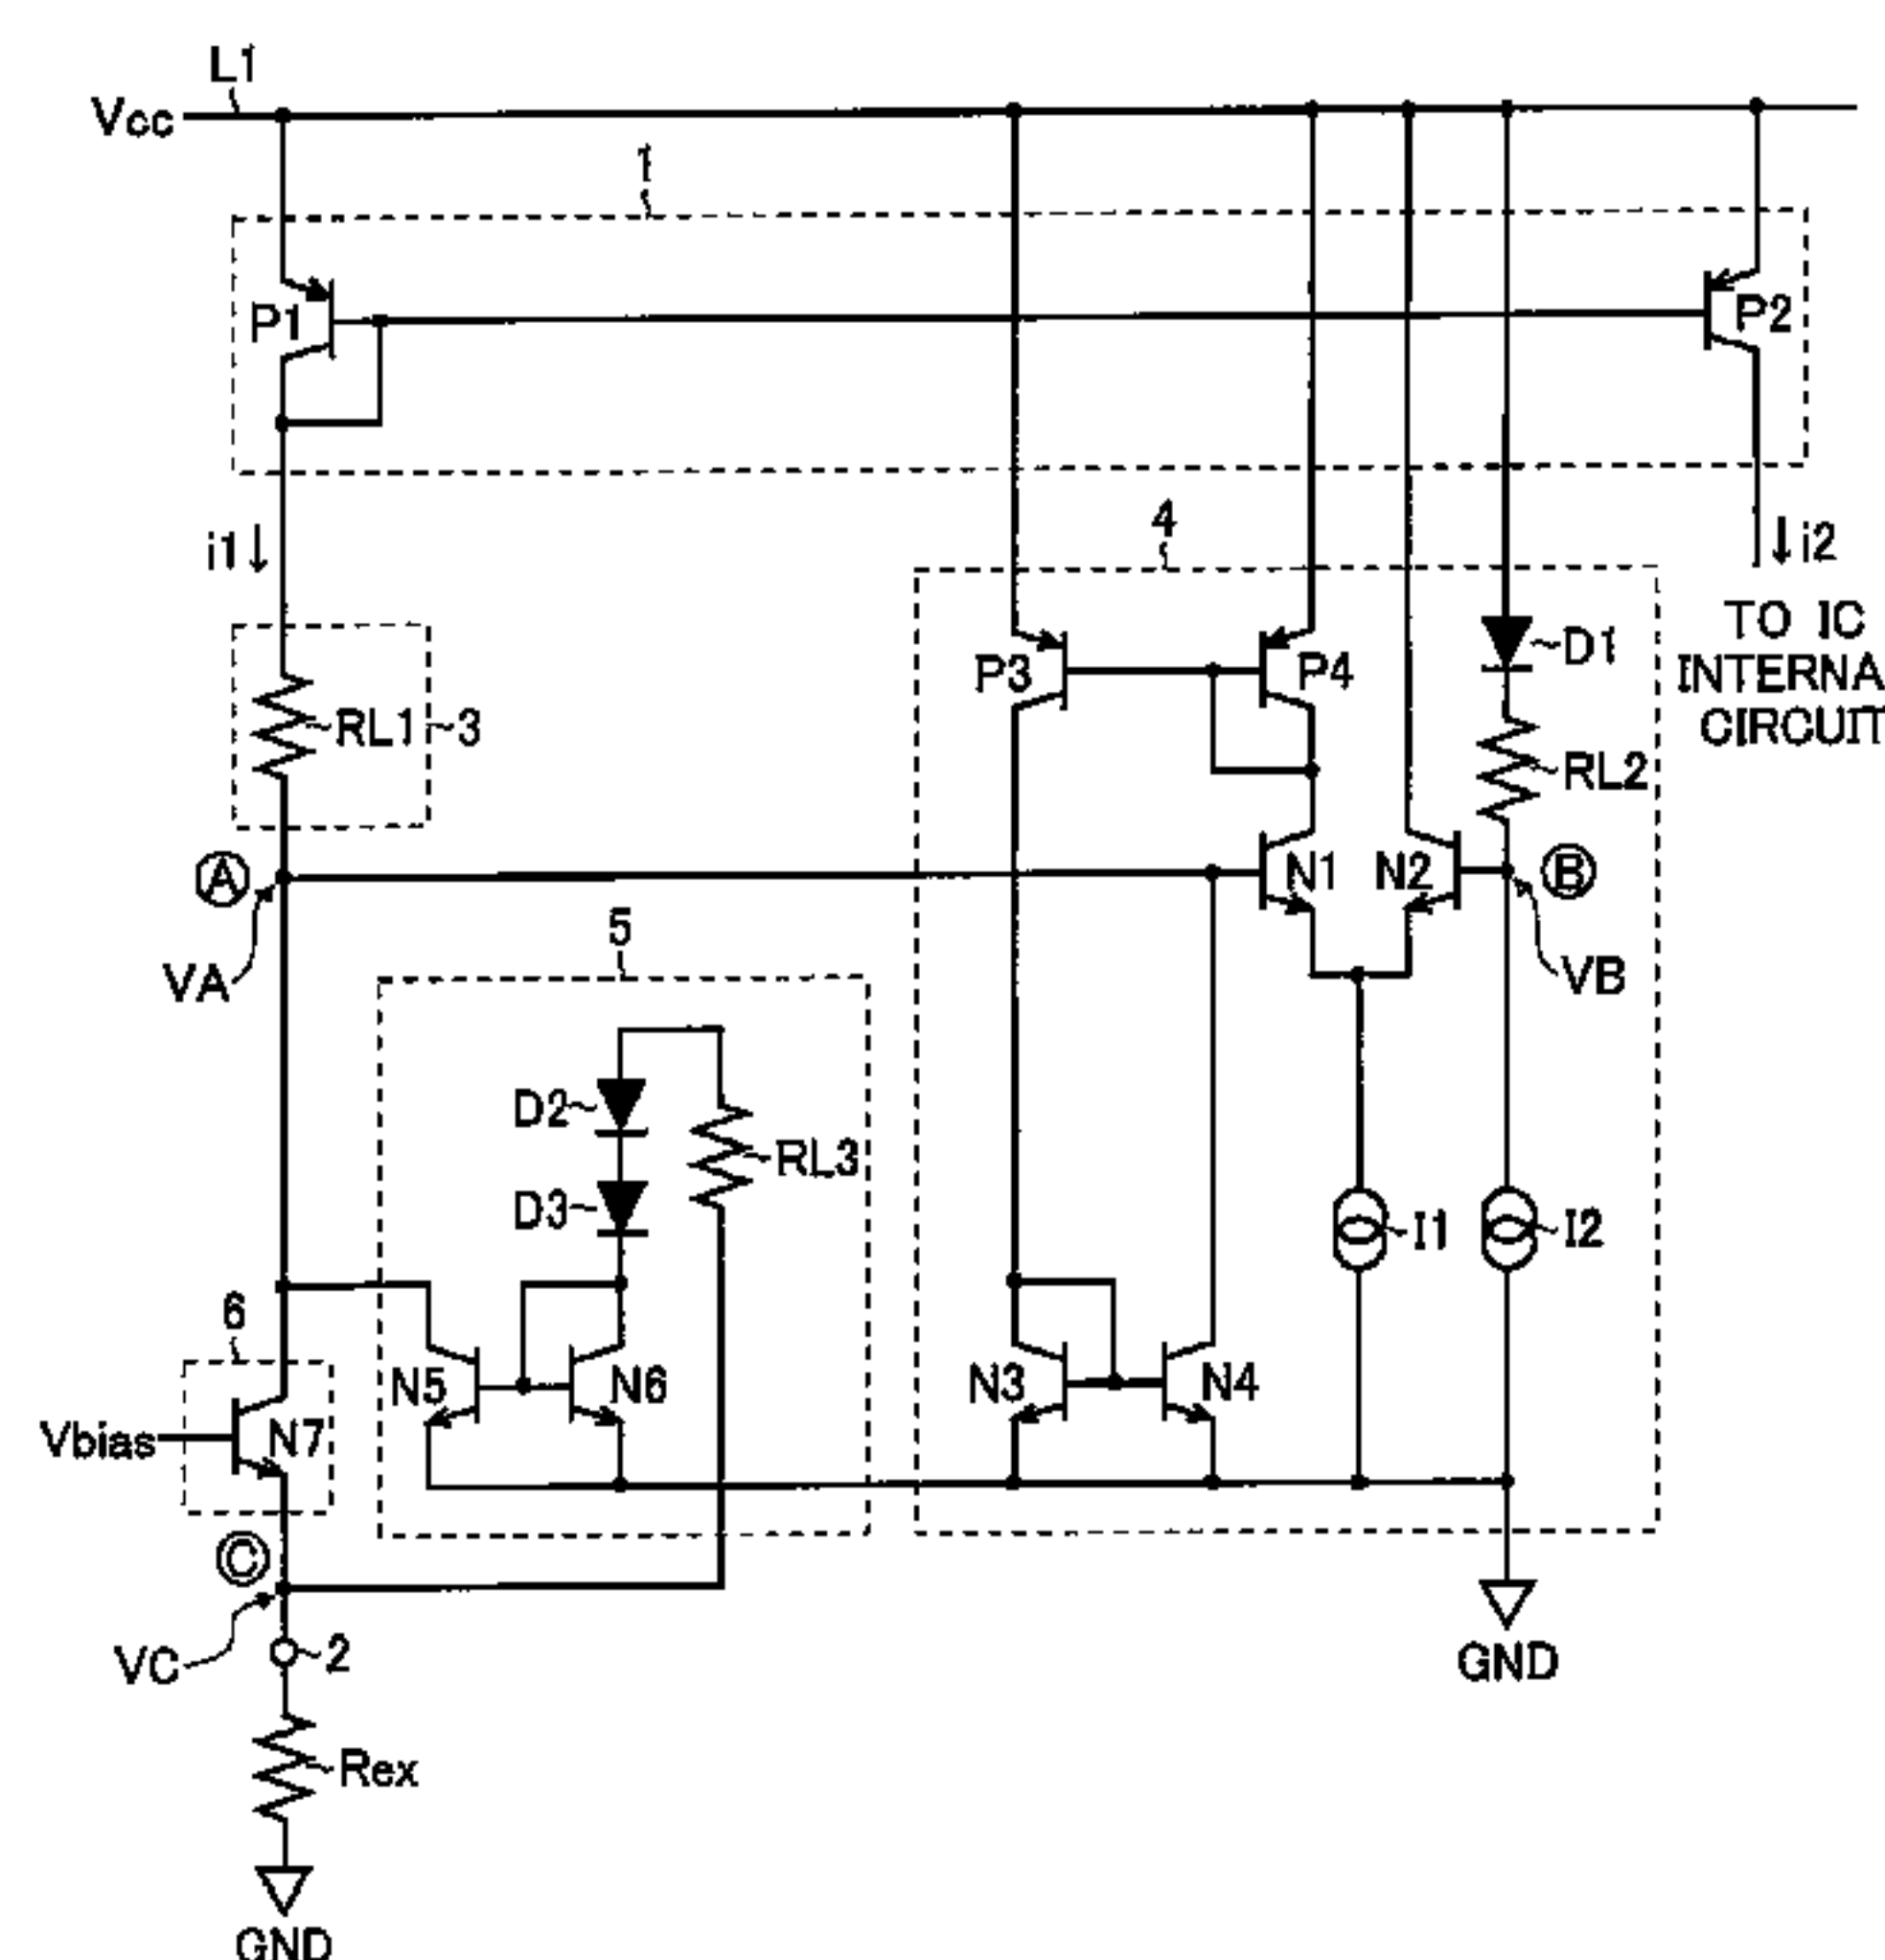 L1
Vcc
1
P1
P2
i1
4
i2
TO IC
INTERNA
CIRCUIT
P3
P4
D1
RL1
3
RL2
A
N1
N2
B
5
VA
VB
D2
RL3
D3
I1
I2
6
N5
N6
N3
N4
Vbias
N7
C
VC
2
GND
Rex
GND